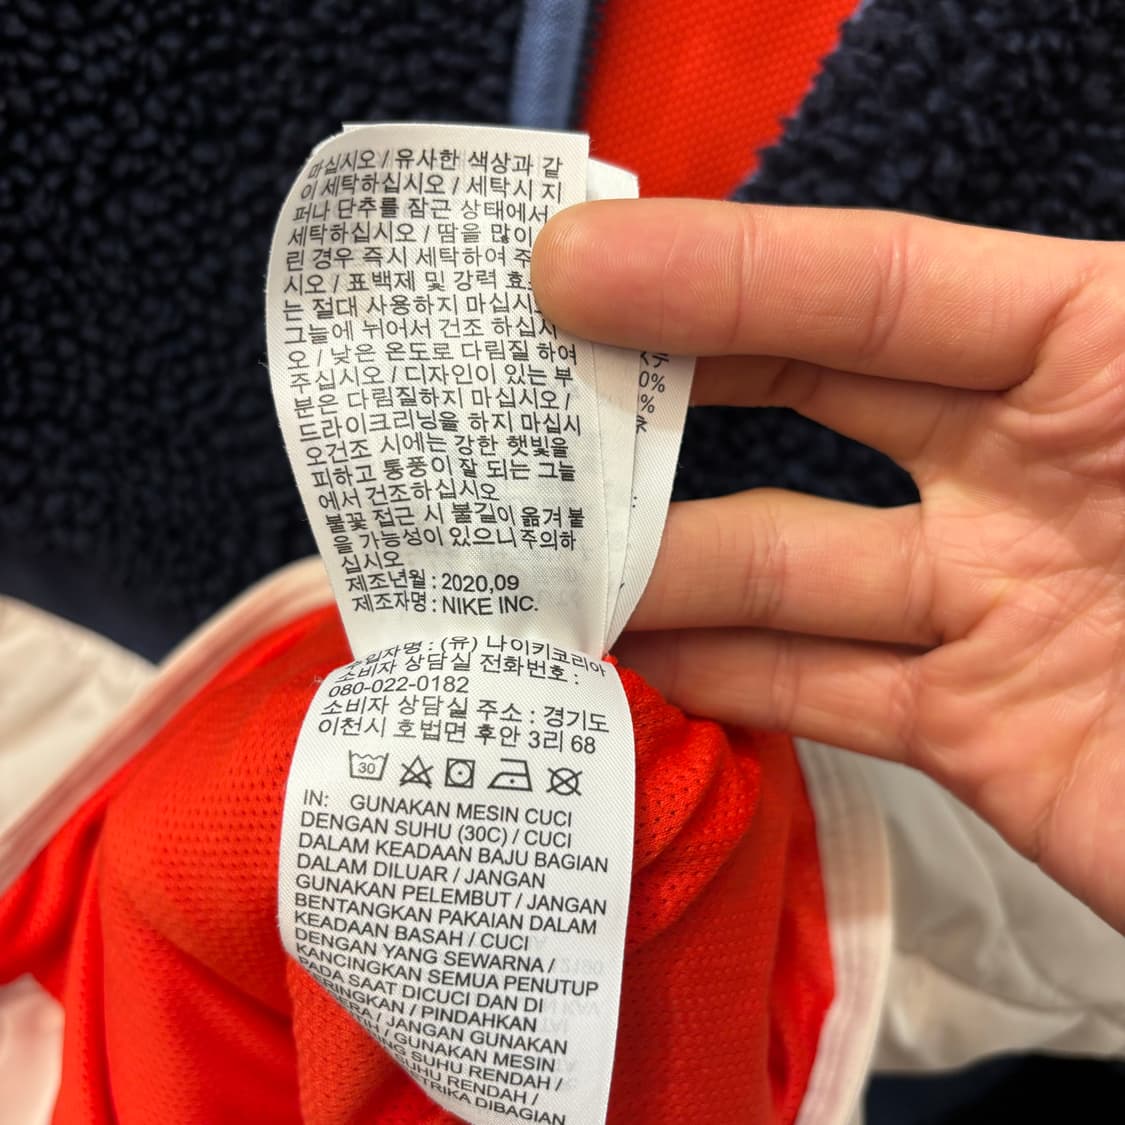 마십시오 / 유사한 색상과 같
이 세탁하십시오 / 세탁시 지
퍼나 단추를 잠근 상태에서
세탁하십시오 / 땀을 많이
린 경우 즉시 세탁하여 주
시오 / 표백제 및 강력 효
는 절대 사용하지 마십시
그늘에 뉘어서 건조 하십시
오 / 낮은 온도로 다림질 하여
주십시오 / 디자인이 있는 부
분은 다림질하지 마십시오 /
드라이크리닝을 하지 마십시
오건조 시에는 강한 햇빛을
피하고 통풍이 잘 되는 그늘
에서 건조하십시오
불꽃 접근 시 불길이 옮겨 붙
을 가능성이 있으니주의하
십시오
제조년월 : 2020,09
제조자명 : NIKE INC.
수입자명 : (유) 나이키코리아
소비자 상담실 전화번호 :
080-022-0182
소비자 상담실 주소 : 경기도
이천시 호법면 후안 3리 68
30
IN: GUNAKAN MESIN CUCI
DENGAN SUHU (30C) / CUCI
DALAM KEADAAN BAJU BAGIAN
DALAM DILUAR / JANGAN
GUNAKAN PELEMBUT / JANGAN
BENTANGKAN PAKAIAN DALAM
KEADAAN BASAH / CUCI
DENGAN YANG SEWARNA /
KANCINGKAN SEMUA PENUTUP
PADA SAAT DICUCI DAN DI
ERINGKAN / PINDAHKAN
ERA / JANGAN GUNAKAN
/ GUNAKAN MESIN
SUHU RENDAH /
SUHU RENDAH /
TRIKA DIBAGIAN
0%
%